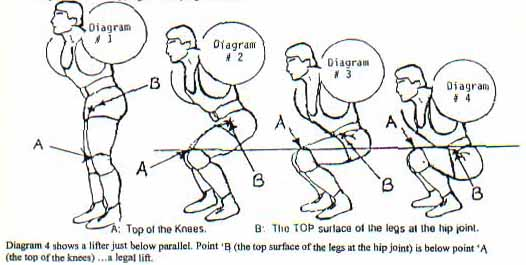 Diagram
# 1
Diagram
# 2
Diagram
# 3
Diagram
# 4
B
A
A
A
A
B
B
B
A: Top of the Knees. B: The TOP surface of the legs at the hip joint.
Diagram 4 shows a lifter just below parallel. Point 'B (the top surface of the legs at the hip joint) is below point 'A
(the top of the knees) ...a legal lift.